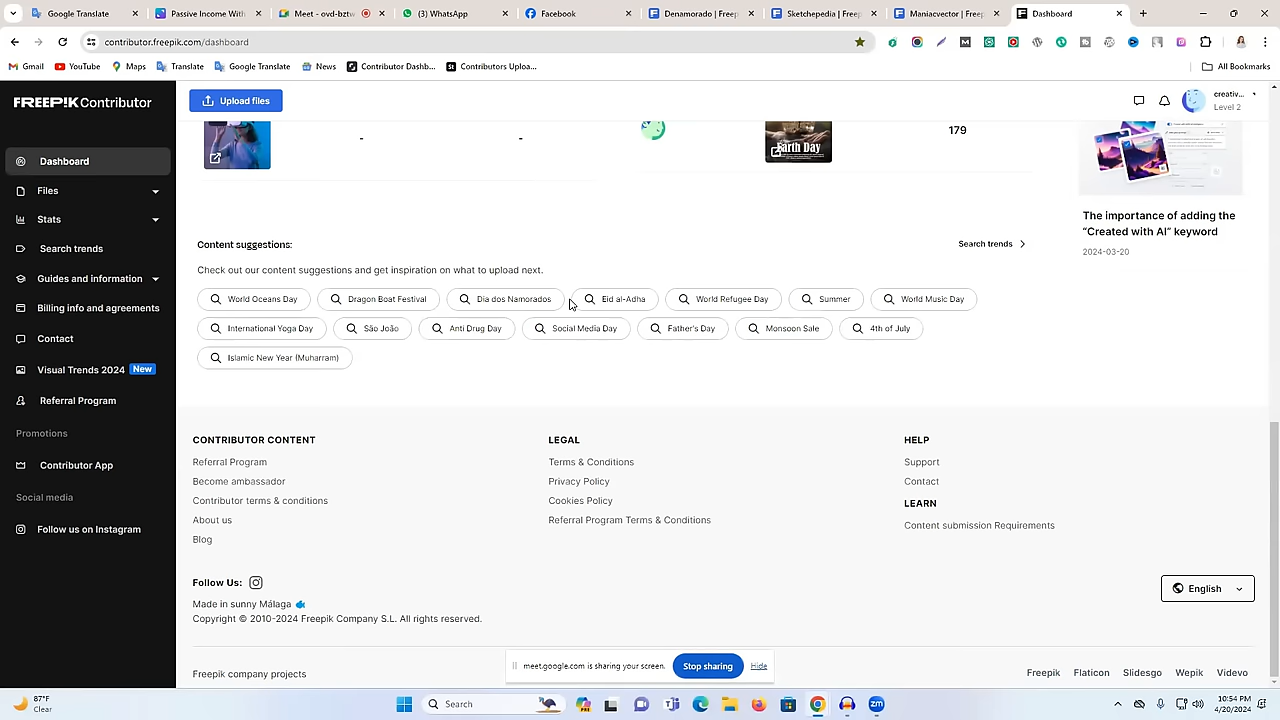 Google Translate
Passive Income With
Meet – ovd-bztw
(3) WhatsApp
Facebook
Denamorado | Freep
Sketchepedia | Freep
Maniacvector | Freep
Dashboard
contributor.freepik.com/dashboard
Gmail
YouTube
Maps
Translate
Google Translate
News
Contributor Dashb...
Contributors Uploa...
All Bookmarks
FREEPIK Contributor
Upload files
creativ...
Level 2
Dashboard
Files
Stats
Search trends
Guides and information
Billing info and agreements
Contact
Visual Trends 2024 New
Referral Program
Promotions
Contributor App
Social media
Follow us on Instagram
- -
Earth Day
179
The importance of adding the
“Created with AI” keyword
2024-03-20
Content suggestions:
Search trends
Check out our content suggestions and get inspiration on what to upload next.
World Oceans Day
Dragon Boat Festival
Dia dos Namorados
Eid al-Adha
World Refugee Day
Summer
World Music Day
International Yoga Day
São João
Anti Drug Day
Social Media Day
Father's Day
Monsoon Sale
4th of July
Islamic New Year (Muharram)
CONTRIBUTOR CONTENT
Referral Program
Become ambassador
Contributor terms & conditions
About us
Blog
LEGAL
Terms & Conditions
Privacy Policy
Cookies Policy
Referral Program Terms & Conditions
HELP
Support
Contact
LEARN
Content submission Requirements
Follow Us:
English
Made in sunny Málaga
Copyright © 2010-2024 Freepik Company S.L. All rights reserved.
meet.google.com is sharing your screen.
Stop sharing
Hide
Freepik company projects
Freepik
Flaticon
Slidesgo
Wepik
Videvo
87°F
Clear
Search
10:54 PM
4/20/2024